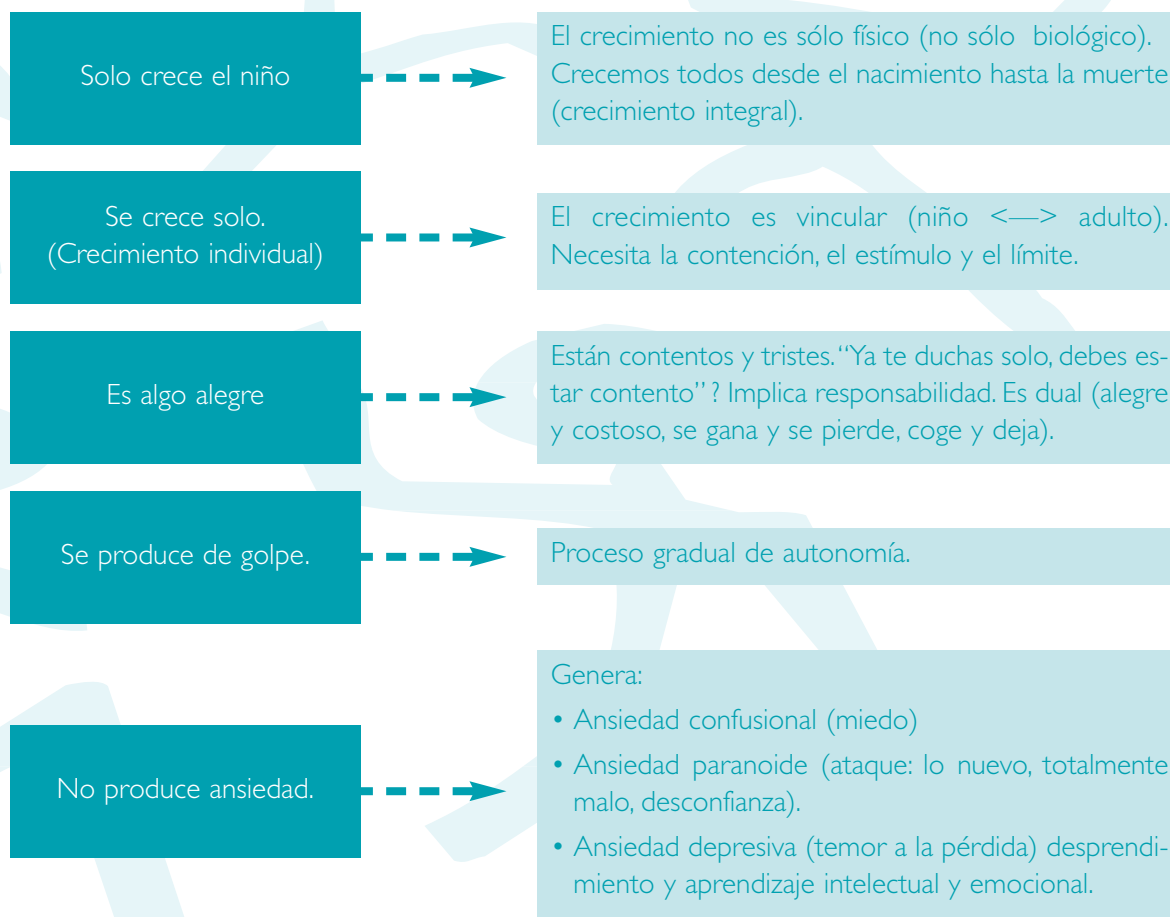 Solo crece el niño
El crecimiento no es sólo físico (no sólo biológico).
Crecemos todos desde el nacimiento hasta la muerte
(crecimiento integral).
Se crece solo.
(Crecimiento individual)
El crecimiento es vincular (niño <—> adulto).
Necesita la contención, el estímulo y el límite.
Es algo alegre
Están contentos y tristes. “Ya te duchas solo, debes es-
tar contento” ? Implica responsabilidad. Es dual (alegre
y costoso, se gana y se pierde, coge y deja).
Se produce de golpe.
Proceso gradual de autonomía.
No produce ansiedad.
Genera:
• Ansiedad confusional (miedo)
• Ansiedad paranoide (ataque: lo nuevo, totalmente
malo, desconfianza).
• Ansiedad depresiva (temor a la pérdida) desprendi-
miento y aprendizaje intelectual y emocional.